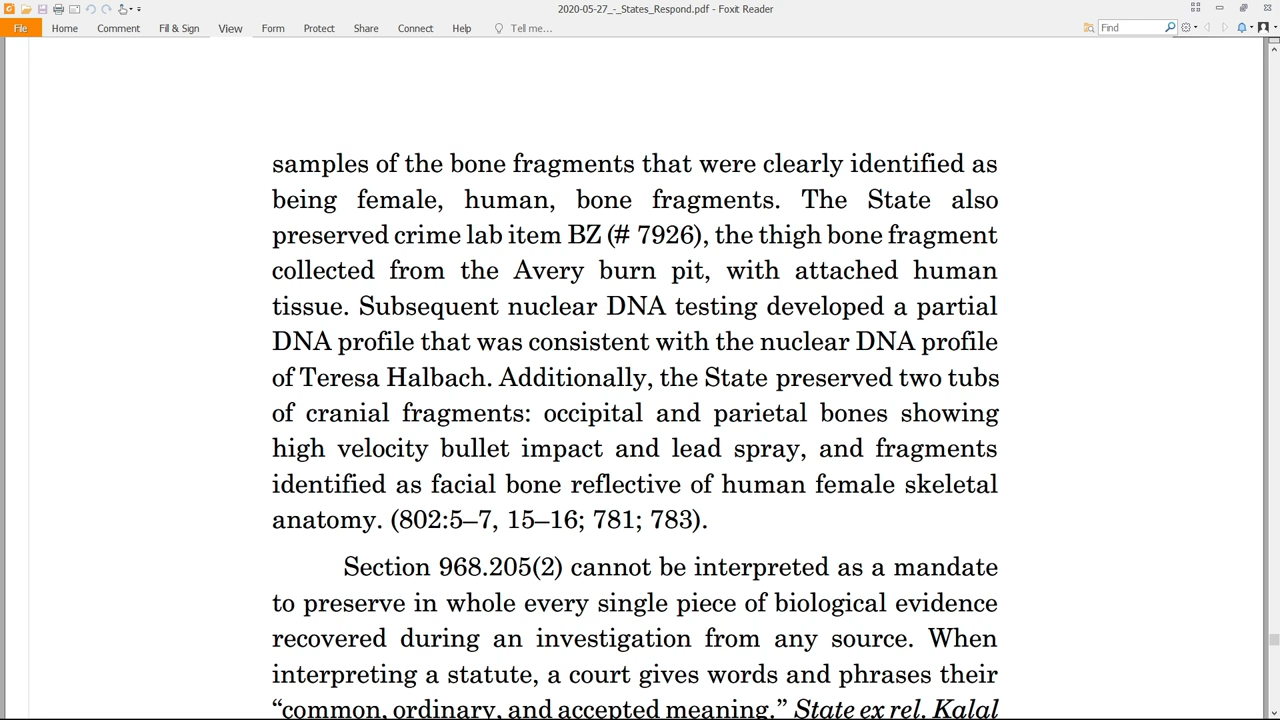 2020-05-27_-_States_Respond.pdf - Foxit Reader
File Home Comment Fill & Sign View Form Protect Share Connect Help Tell me... Find
samples of the bone fragments that were clearly identified as
being female, human, bone fragments. The State also
preserved crime lab item BZ (# 7926), the thigh bone fragment
collected from the Avery burn pit, with attached human
tissue. Subsequent nuclear DNA testing developed a partial
DNA profile that was consistent with the nuclear DNA profile
of Teresa Halbach. Additionally, the State preserved two tubs
of cranial fragments: occipital and parietal bones showing
high velocity bullet impact and lead spray, and fragments
identified as facial bone reflective of human female skeletal
anatomy. (802:5–7, 15–16; 781; 783).
Section 968.205(2) cannot be interpreted as a mandate
to preserve in whole every single piece of biological evidence
recovered during an investigation from any source. When
interpreting a statute, a court gives words and phrases their
“common, ordinary, and accepted meaning.” State ex rel. Kalal